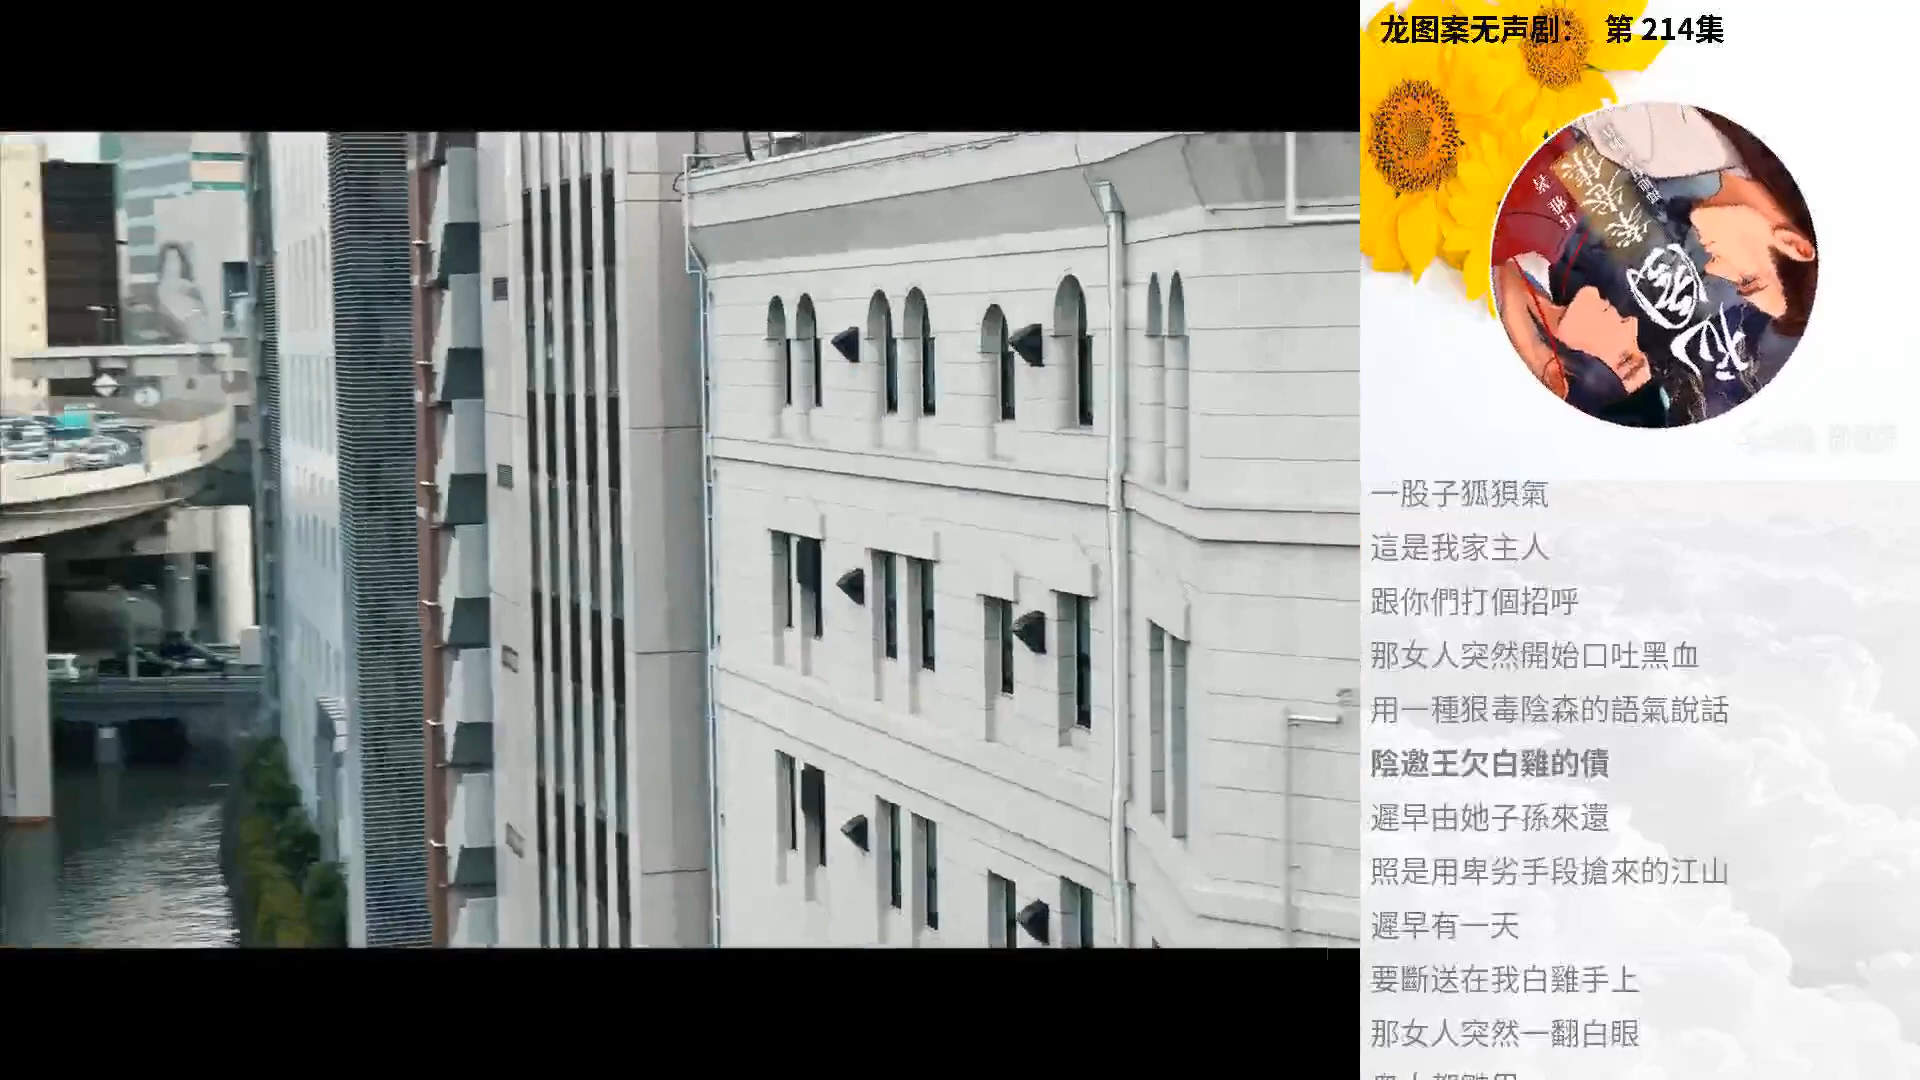 龙图案无声剧： 第 214集
一股子狐狽氣
這是我家主人
跟你們打個招呼
那女人突然開始口吐黑血
用一種狠毒陰森的語氣說話
陰邀王欠白雞的債
遲早由她子孫來還
照是用卑劣手段搶來的江山
遲早有一天
要斷送在我白雞手上
那女人突然一翻白眼